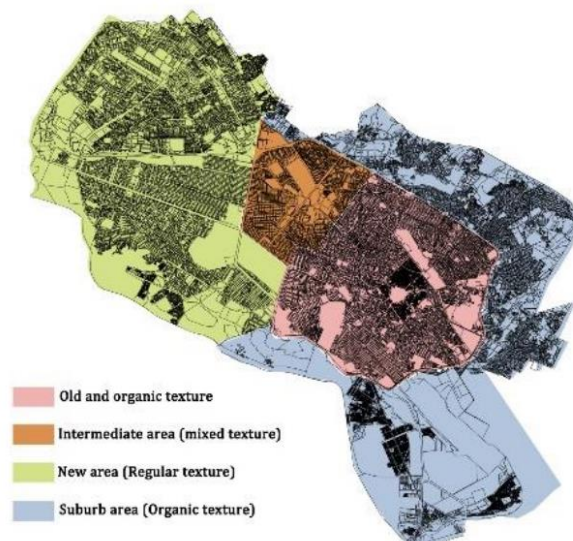 Old and organic texture
Intermediate area (mixed texture)
New area (Regular texture)
Suburb area (Organic texture)